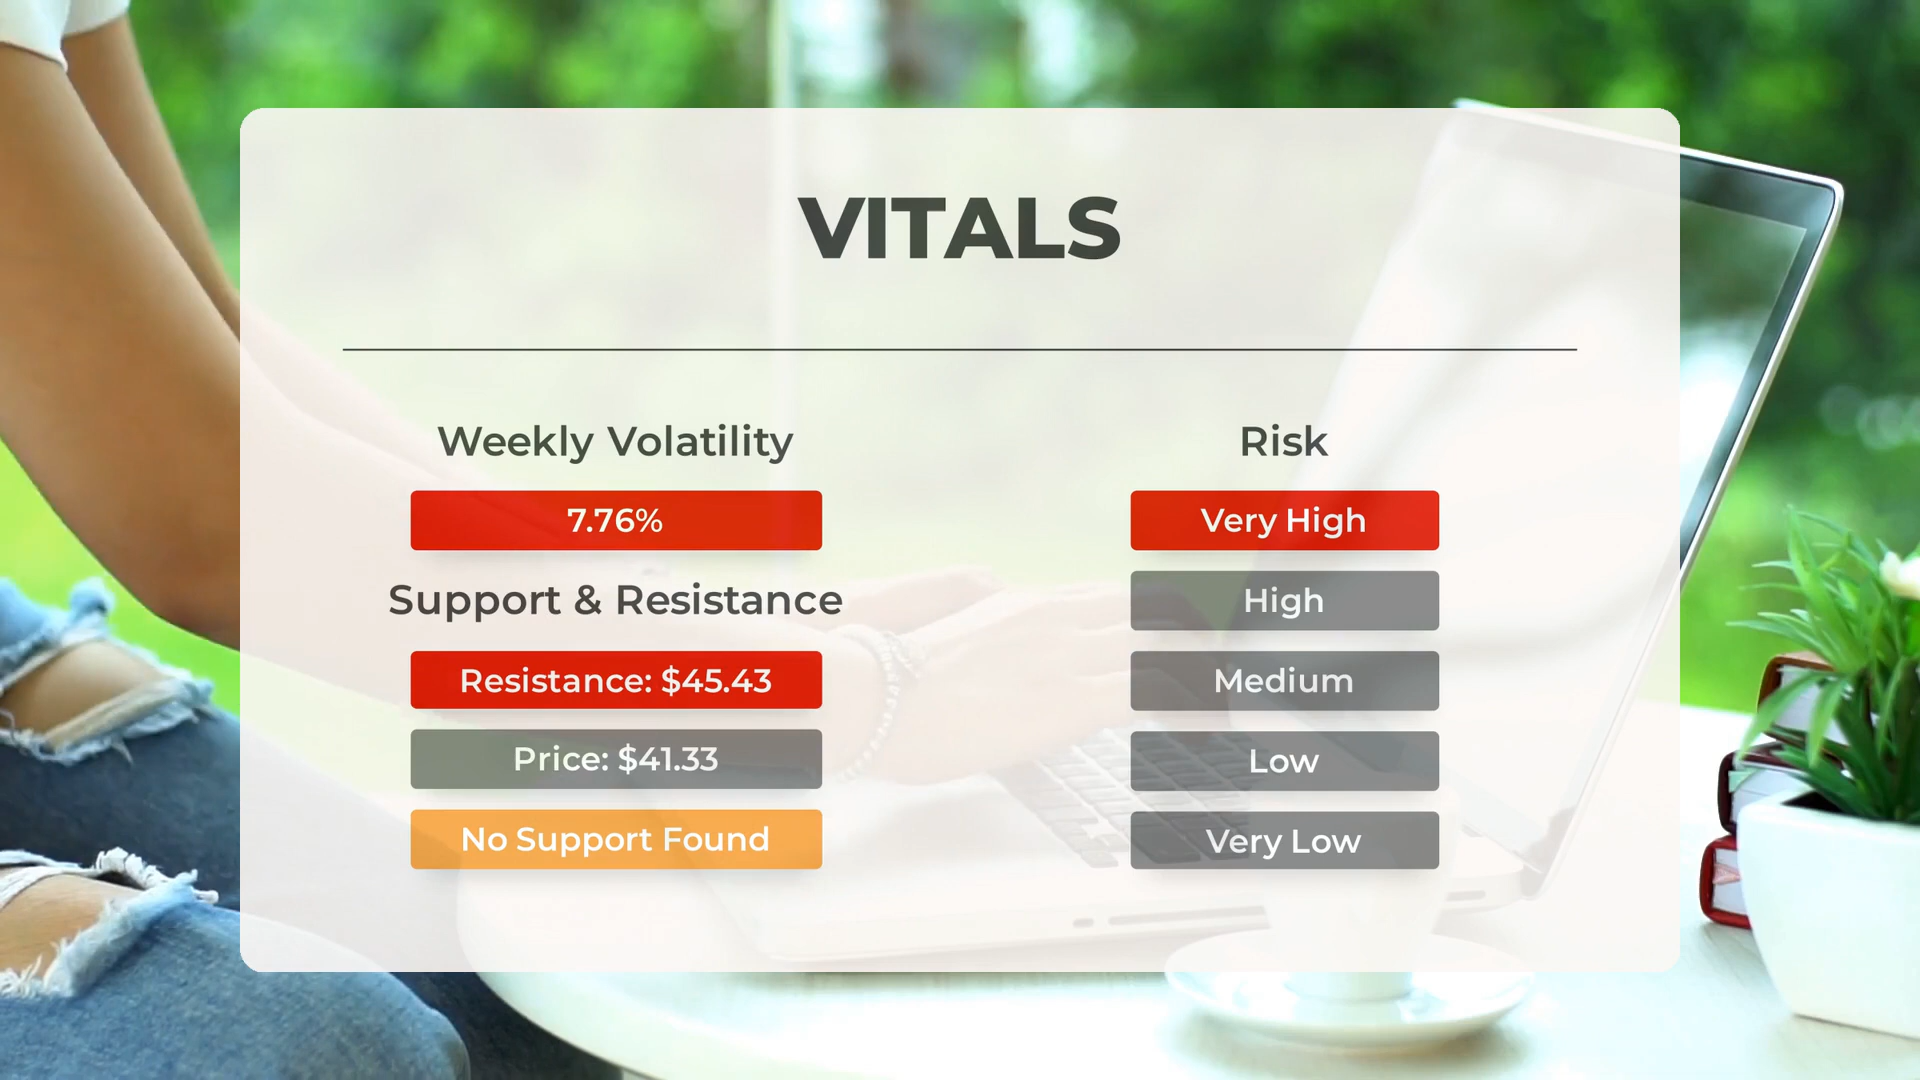 VITALS
Weekly Volatility
7.76%
Support & Resistance
Resistance: $45.43
Price: $41.33
No Support Found
Risk
Very High
High
Medium
Low
Very Low